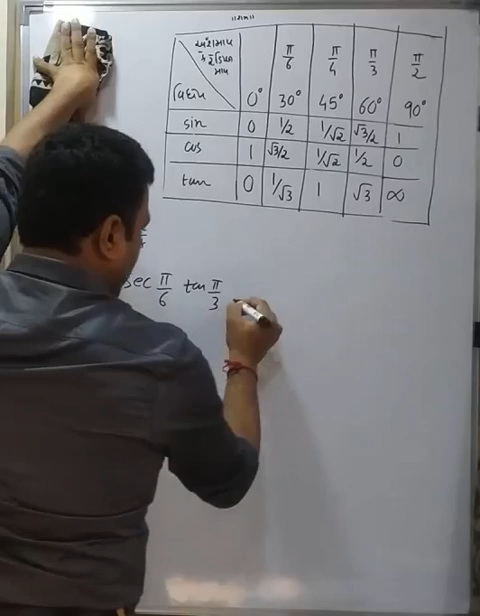 π/6 π/4 π/3 π/2
0° 30° 45° 60° 90°
sin 0 1/2 1/√2 √3/2 1
cos 1 √3/2 1/√2 1/2 0
tan 0 1/√3 1 √3 ∞
sec π/6 tan π/3